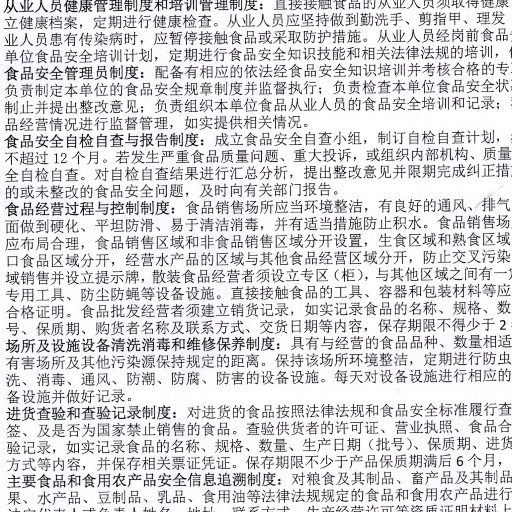 从业人员健康管理制度和培训管理制度：直接接触食品的从业人员须取得健康
立健康档案，定期进行健康检查。从业人员应坚持做到勤洗手、剪指甲、理发
业人员患有传染病时，应暂停接触食品或采取防护措施。从业人员经岗前食品
单位食品安全培训计划，定期进行食品安全知识技能和相关法律法规的培训，
食品安全管理员制度：配备有相应的依法经食品安全知识培训并考核合格的专
负责制定本单位的食品安全规章制度并监督执行；负责检查本单位食品安全状
制止并提出整改意见；负责组织本单位食品从业人员的食品安全培训和记录；
品经营情况进行监督管理，如实提供相关情况。
食品安全自检自查与报告制度：成立食品安全自查小组，制订自检自查计划，
不超过 12 个月。若发生严重食品质量问题、重大投诉，或组织内部机构、质量
全自检自查。对自检自查结果进行汇总分析，提出整改意见并限期完成纠正措
的或未整改的食品安全问题，及时向有关部门报告。
食品经营过程与控制制度：食品销售场所应当环境整洁，有良好的通风、排气
面做到硬化、平坦防滑、易于清洁消毒，并有适当措施防止积水。食品销售场
应布局合理，食品销售区域和非食品销售区域分开设置，生食区域和熟食区域
口食品区域分开，经营水产品的区域与其他食品经营区域分开，防止交叉污染
域销售并设立提示牌，散装食品经营者须设立专区（柜），与其他区域之间有一
专用工具、防尘防蝇等设备设施。直接接触食品的工具、容器和包装材料等应
合格证明。食品批发经营者须建立销货记录，如实记录食品的名称、规格、数
号、保质期、购货者名称及联系方式、交货日期等内容，保存期限不得少于 2
场所及设施设备清洗消毒和维修保养制度：具有与经营的食品品种、数量相适
有害场所及其他污染源保持规定的距离。保持该场所环境整洁，定期进行防虫
洗、消毒、通风、防潮、防腐、防害的设备设施。每天对设备设施进行相应的
备设施并做好记录。
进货查验和查验记录制度：对进货的食品按照法律法规和食品安全标准履行查
签、及是否为国家禁止销售的食品。查验供货者的许可证、营业执照、食品合
验记录，如实记录食品的名称、规格、数量、生产日期（批号）、保质期、进货
方式等内容，并保存相关票证凭证。保存期限不少于产品保质期满后 6 个月，
主要食品和食用农产品安全信息追溯制度：对粮食及其制品、畜产品及其制品
果、水产品、豆制品、乳品、食用油等法律法规规定的食品和食用农产品进行